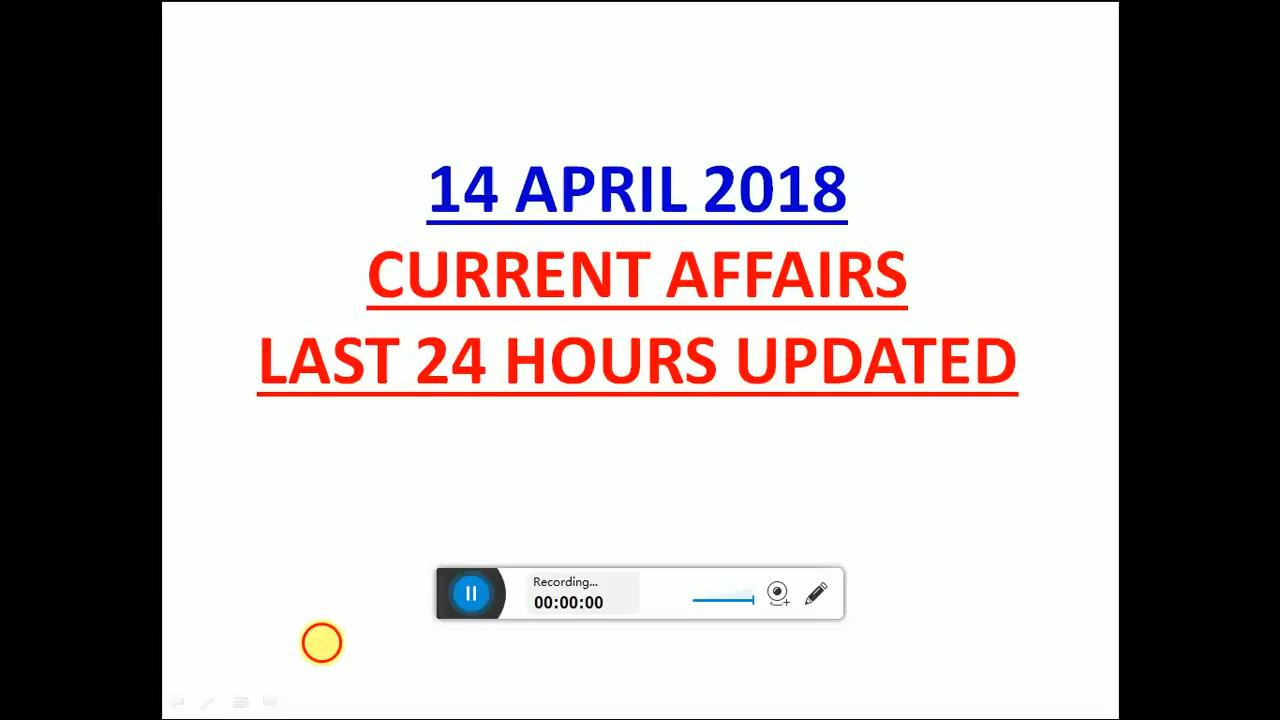 14 APRIL 2018
CURRENT AFFAIRS
LAST 24 HOURS UPDATED
Recording...
00:00:00